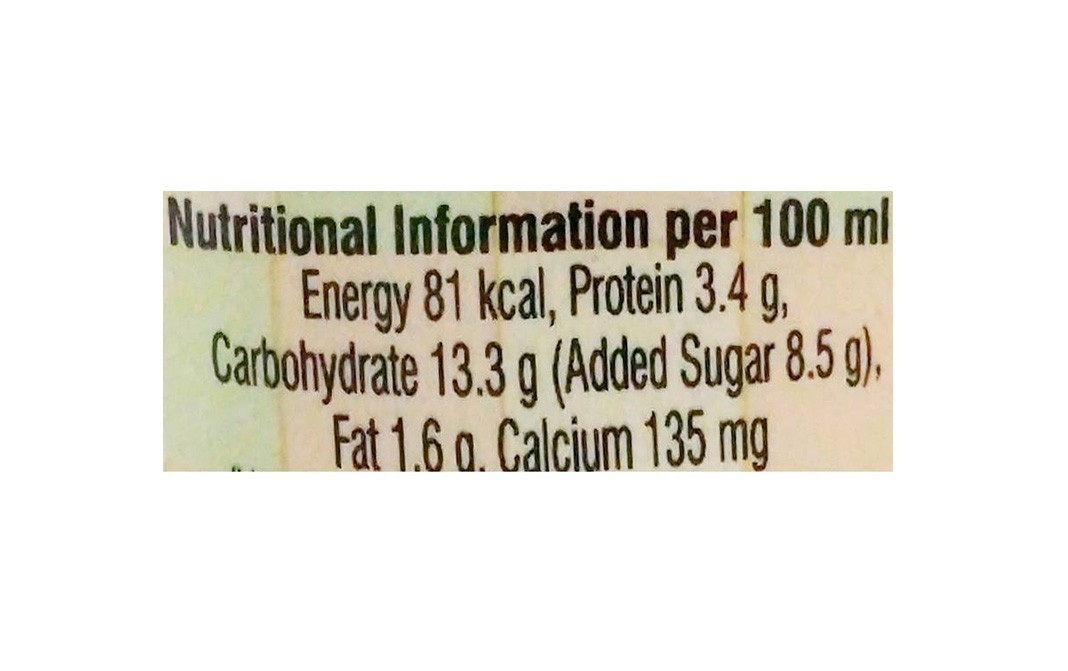 Nutritional Information per 100 ml
Energy 81 kcal, Protein 3.4 g,
Carbohydrate 13.3 g (Added Sugar 8.5 g),
Fat 1.6 g, Calcium 135 mg